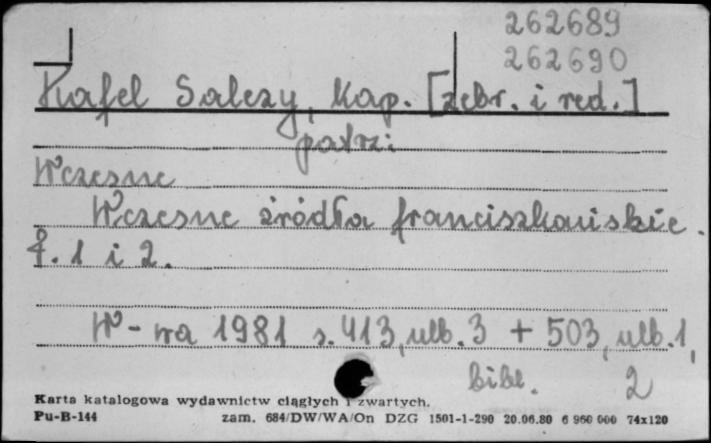 262689
262690
Kafel Salezy, Kap. [zebr. i red.]
patrz:
Wczesne
Wczesne źródła franciszkańskie.
T. 1 i 2.
W-wa 1981 s. 413, nlb. 3 + 503, nlb. 1,
bibl. 2
Karta katalogowa wydawnictw ciągłych i zwartych.
Pu-B-144 zam. 684/DW/WA/On DZG 1501-1-290 20.06.80 6 960 000 74x120